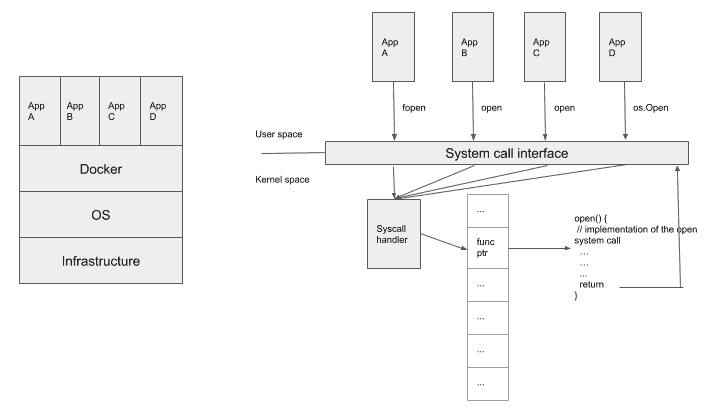 App
A
App
B
App
C
App
D
Docker
OS
Infrastructure
App
A
App
B
App
C
App
D
fopen
open
open
os.Open
User space
System call interface
Kernel space
Syscall
handler
...
func
ptr
...
...
...
...
open() {
// implementation of the open
system call
...
...
...
return
}